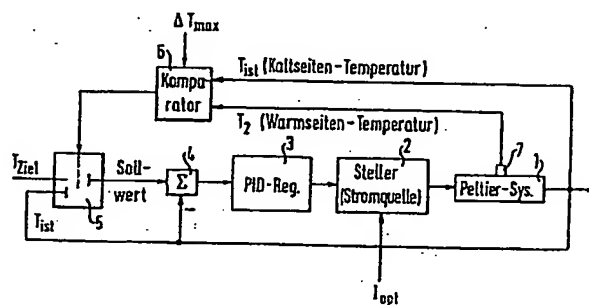 Δ Tmax
6
Kompa
rator
Tist (Kaltseiten-Temperatur)
T2 (Warmseiten-Temperatur)
TZiel
Tist
5
Soll-
wert
4
Σ
-
3
PID-Reg.
2
Steller
(Stromquelle)
7
1
Peltier-Sys.
Iopt